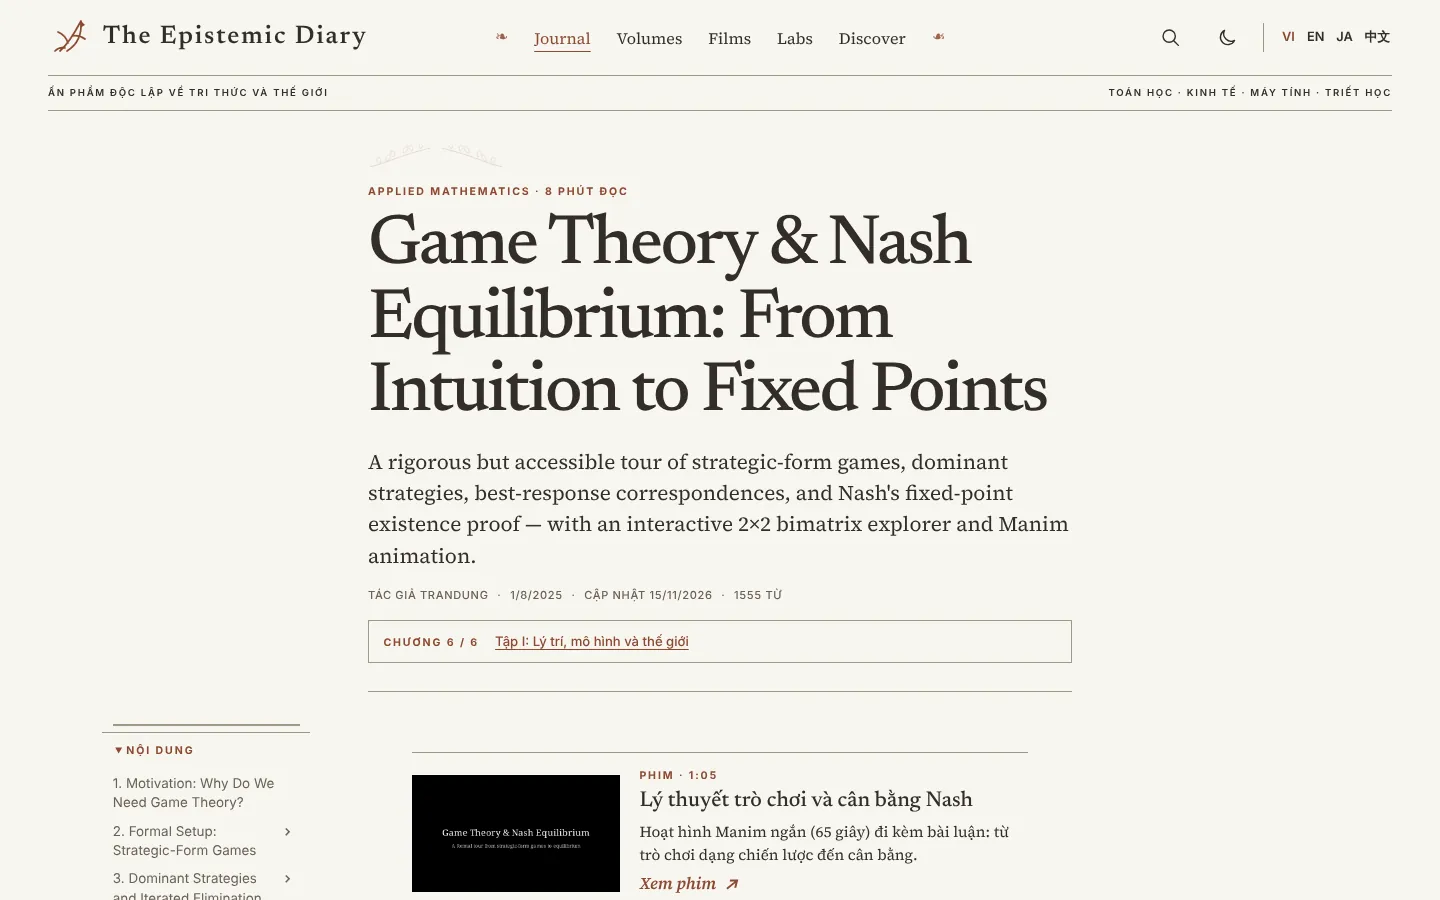 The Epistemic Diary
Journal Volumes Films Labs Discover
VI EN JA 中文
ẤN PHẨM ĐỘC LẬP VỀ TRI THỨC VÀ THẾ GIỚI
TOÁN HỌC · KINH TẾ · MÁY TÍNH · TRIẾT HỌC
APPLIED MATHEMATICS · 8 PHÚT ĐỌC
Game Theory & Nash
Equilibrium: From
Intuition to Fixed Points
A rigorous but accessible tour of strategic-form games, dominant
strategies, best-response correspondences, and Nash's fixed-point
existence proof — with an interactive 2×2 bimatrix explorer and Manim
animation.
TÁC GIẢ TRANDUNG · 1/8/2025 · CẬP NHẬT 15/11/2026 · 1555 TỪ
CHƯƠNG 6 / 6 Tập I: Lý trí, mô hình và thế giới
NỘI DUNG
1. Motivation: Why Do We
Need Game Theory?
2. Formal Setup:
Strategic-Form Games
3. Dominant Strategies
and Iterated Elimination
Game Theory & Nash Equilibrium
A formal tour from strategic-form games to equilibrium
PHIM · 1:05
Lý thuyết trò chơi và cân bằng Nash
Hoạt hình Manim ngắn (65 giây) đi kèm bài luận: từ
trò chơi dạng chiến lược đến cân bằng.
Xem phim